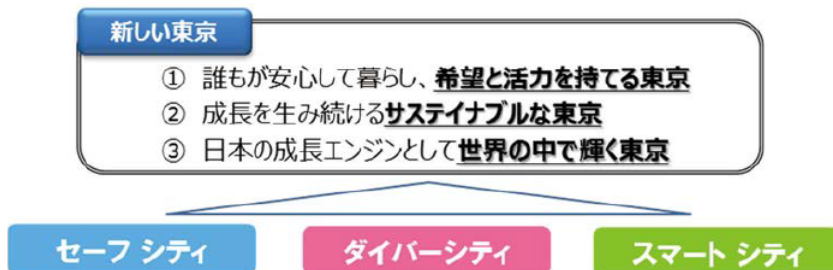 新しい東京
① 誰もが安心して暮らし、希望と活力を持てる東京
② 成長を生み続けるサステイナブルな東京
③ 日本の成長エンジンとして世界の中で輝く東京
セーフ シティ
ダイバーシティ
スマート シティ